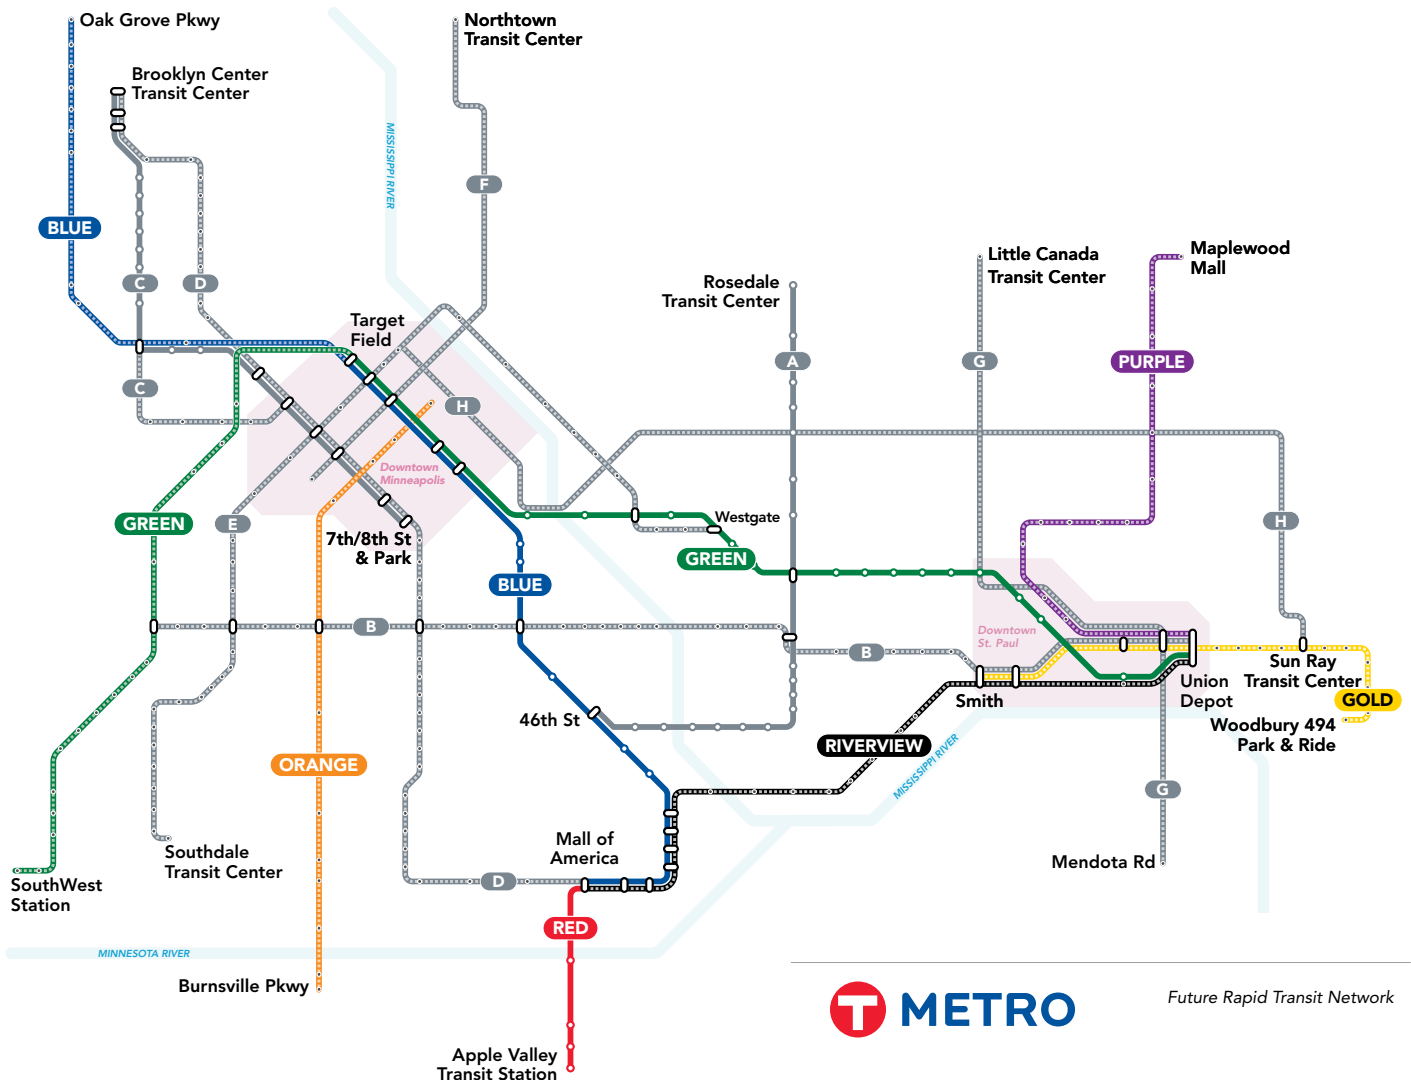 Oak Grove Pkwy
Northtown
Transit Center
Brooklyn Center
Transit Center
MISSISSIPPI RIVER
F
BLUE
Little Canada
Transit Center
Maplewood
Mall
Rosedale
Transit Center
C
D
Target
Field
A
G
PURPLE
C
H
Downtown
Minneapolis
Westgate
GREEN
E
H
7th/8th St
& Park
GREEN
BLUE
B
Downtown
St. Paul
B
Sun Ray
Transit Center
Smith
Union
Depot
GOLD
46th St
Woodbury 494
Park & Ride
RIVERVIEW
ORANGE
MISSISSIPPI RIVER
G
Mall of
America
Southdale
Transit Center
Mendota Rd
D
SouthWest
Station
RED
MINNESOTA RIVER
Burnsville Pkwy
T METRO
Future Rapid Transit Network
Apple Valley
Transit Station